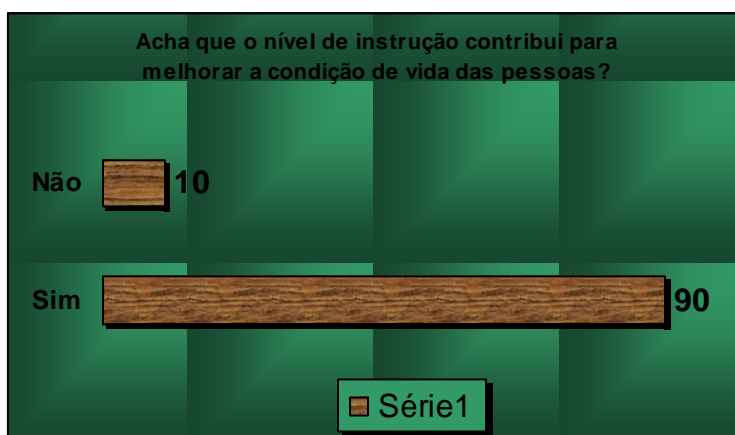 Acha que o nível de instrução contribui para
melhorar a condição de vida das pessoas?
Não 10
Sim 90
Série1